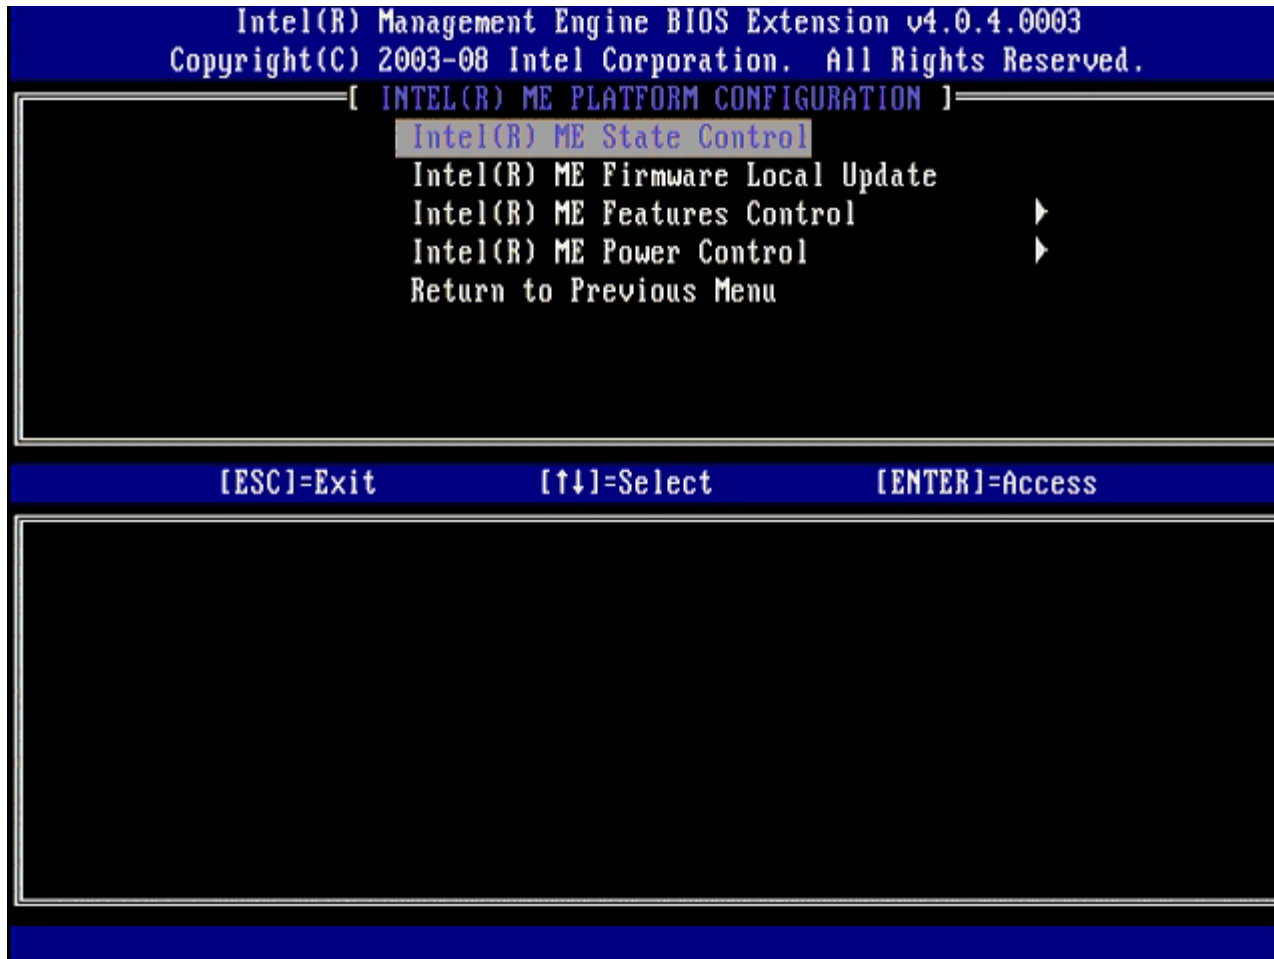 Intel(R) Management Engine BIOS Extension v4.0.4.0003
Copyright(C) 2003-08 Intel Corporation. All Rights Reserved.
[ INTEL(R) ME PLATFORM CONFIGURATION ]
Intel(R) ME State Control
Intel(R) ME Firmware Local Update
Intel(R) ME Features Control
Intel(R) ME Power Control
Return to Previous Menu
[ESC]=Exit [↑↓]=Select [ENTER]=Access